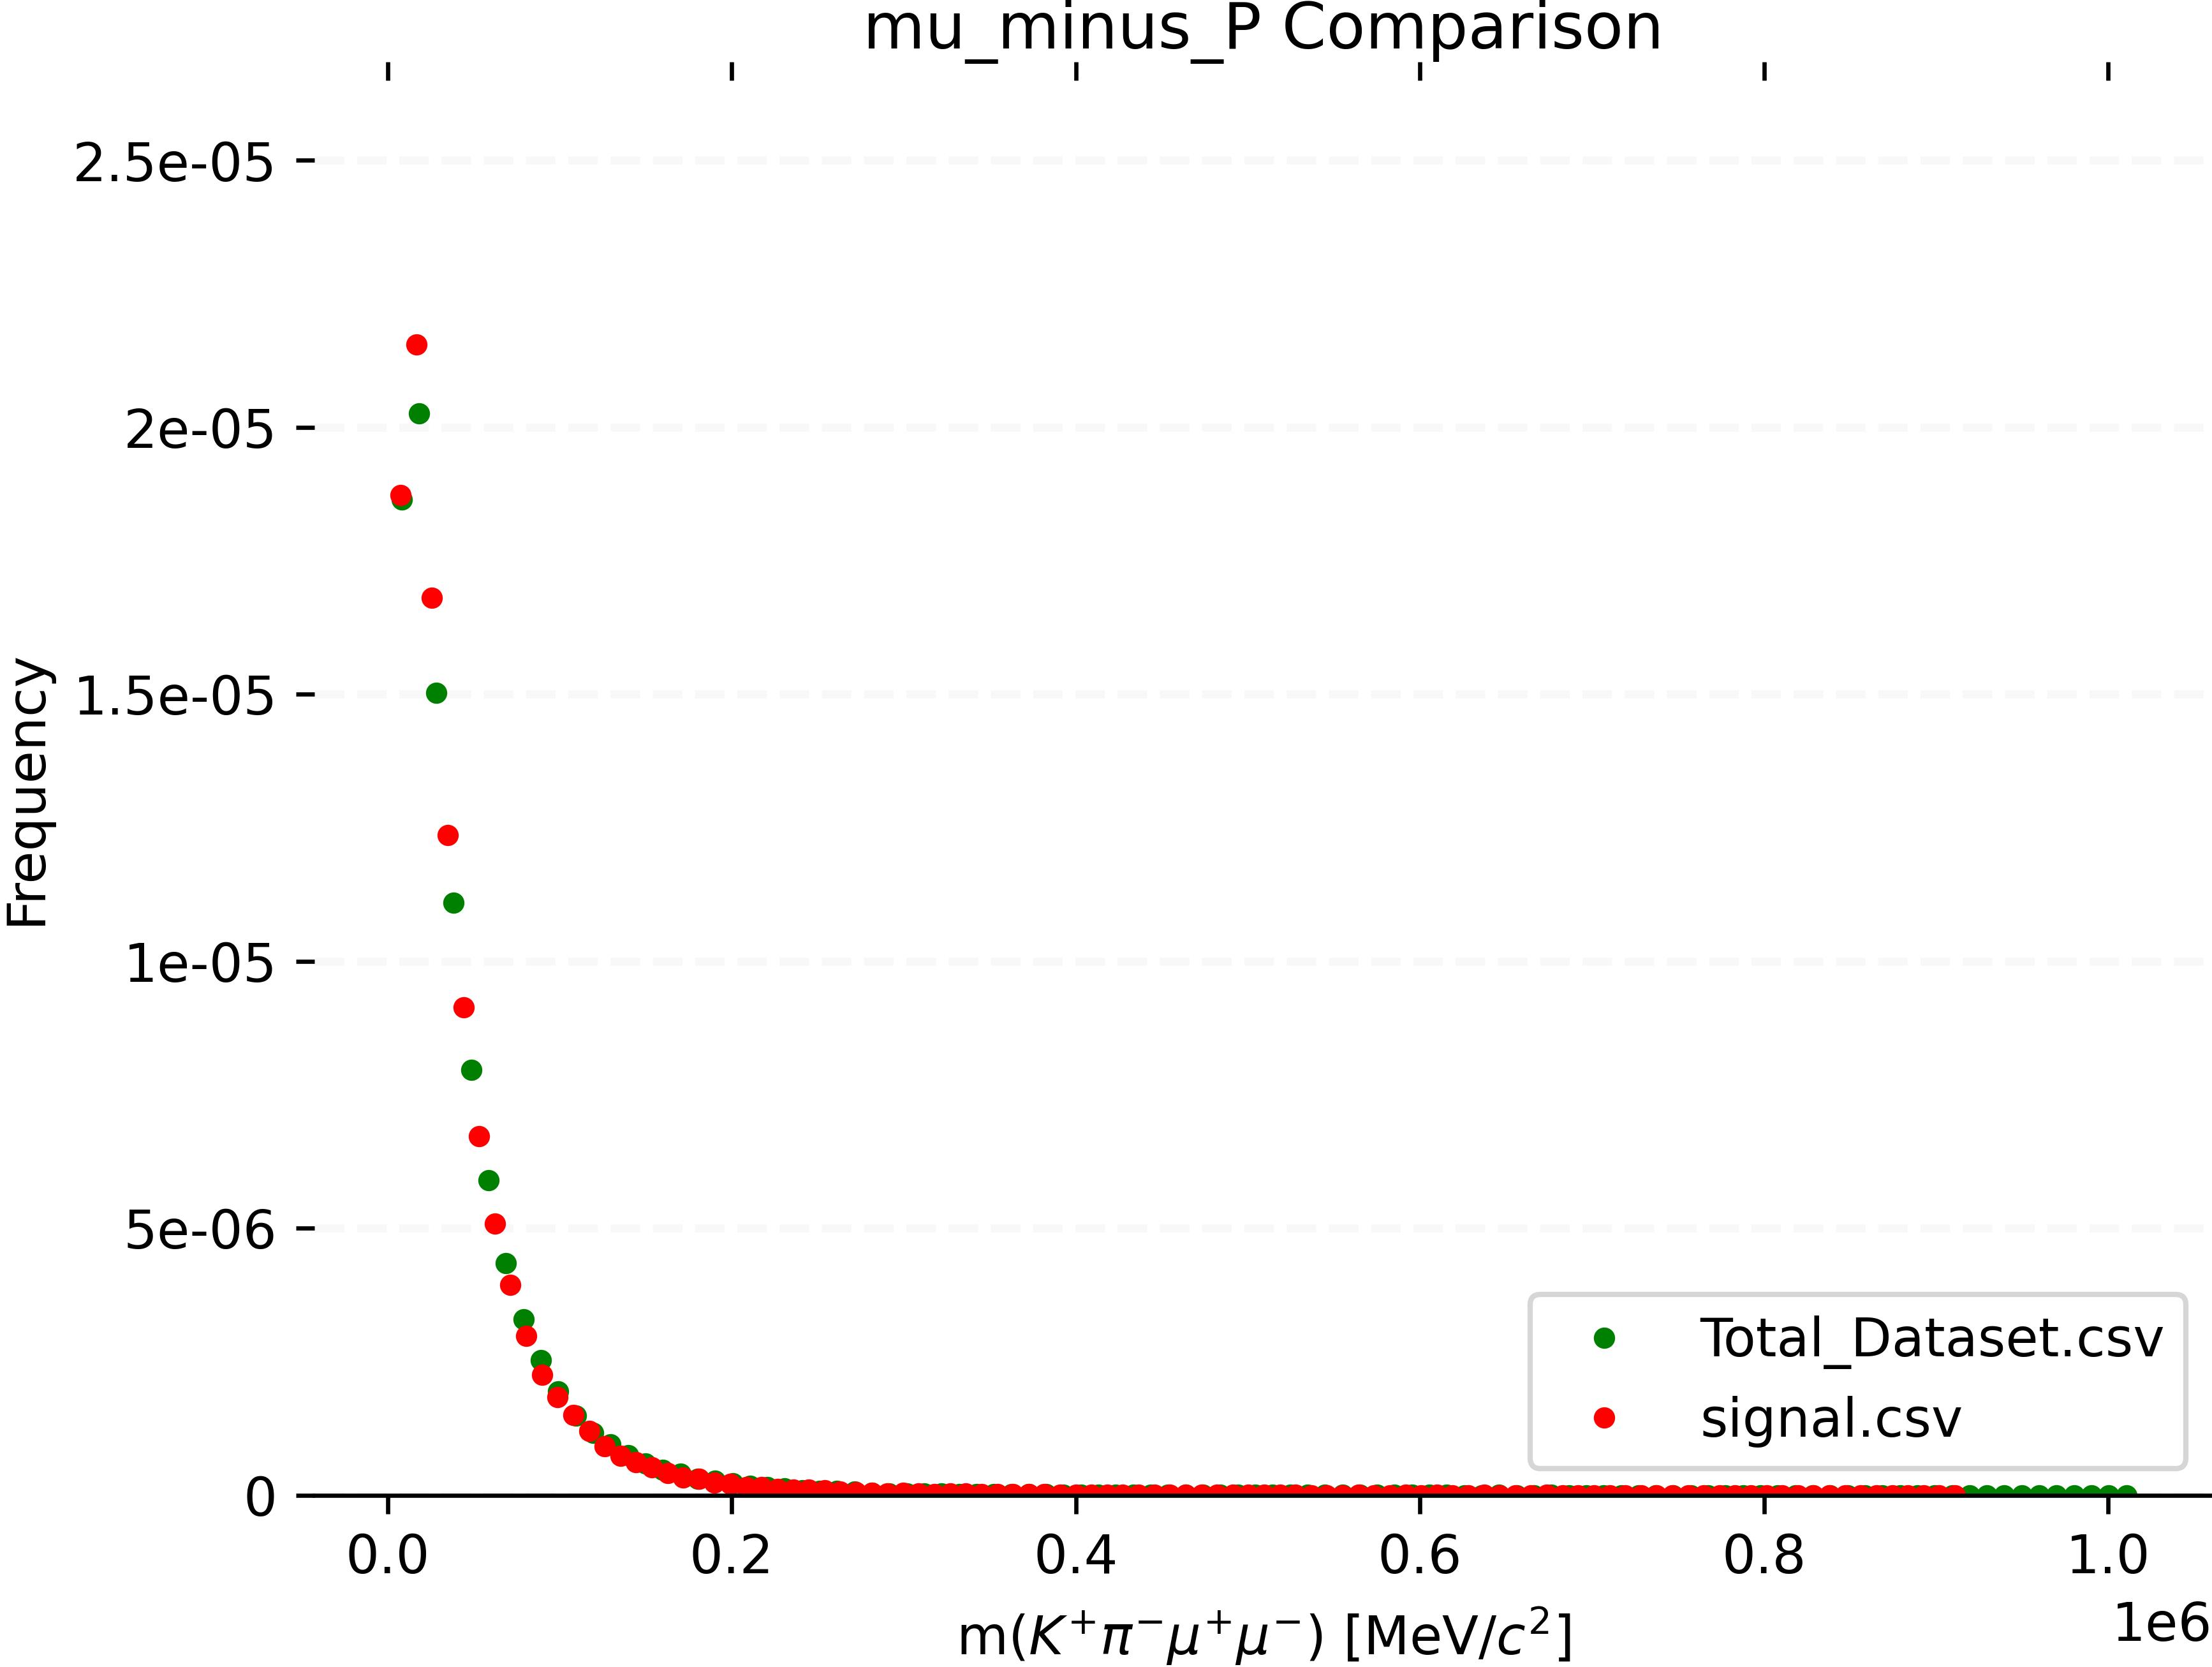 mu_minus_P Comparison
2.5e-05
2e-05
1.5e-05
1e-05
5e-06
0
Frequency
0.0 0.2 0.4 0.6 0.8 1.0
1e6
m(K⁺π⁻μ⁺μ⁻) [MeV/c²]
Total_Dataset.csv
signal.csv